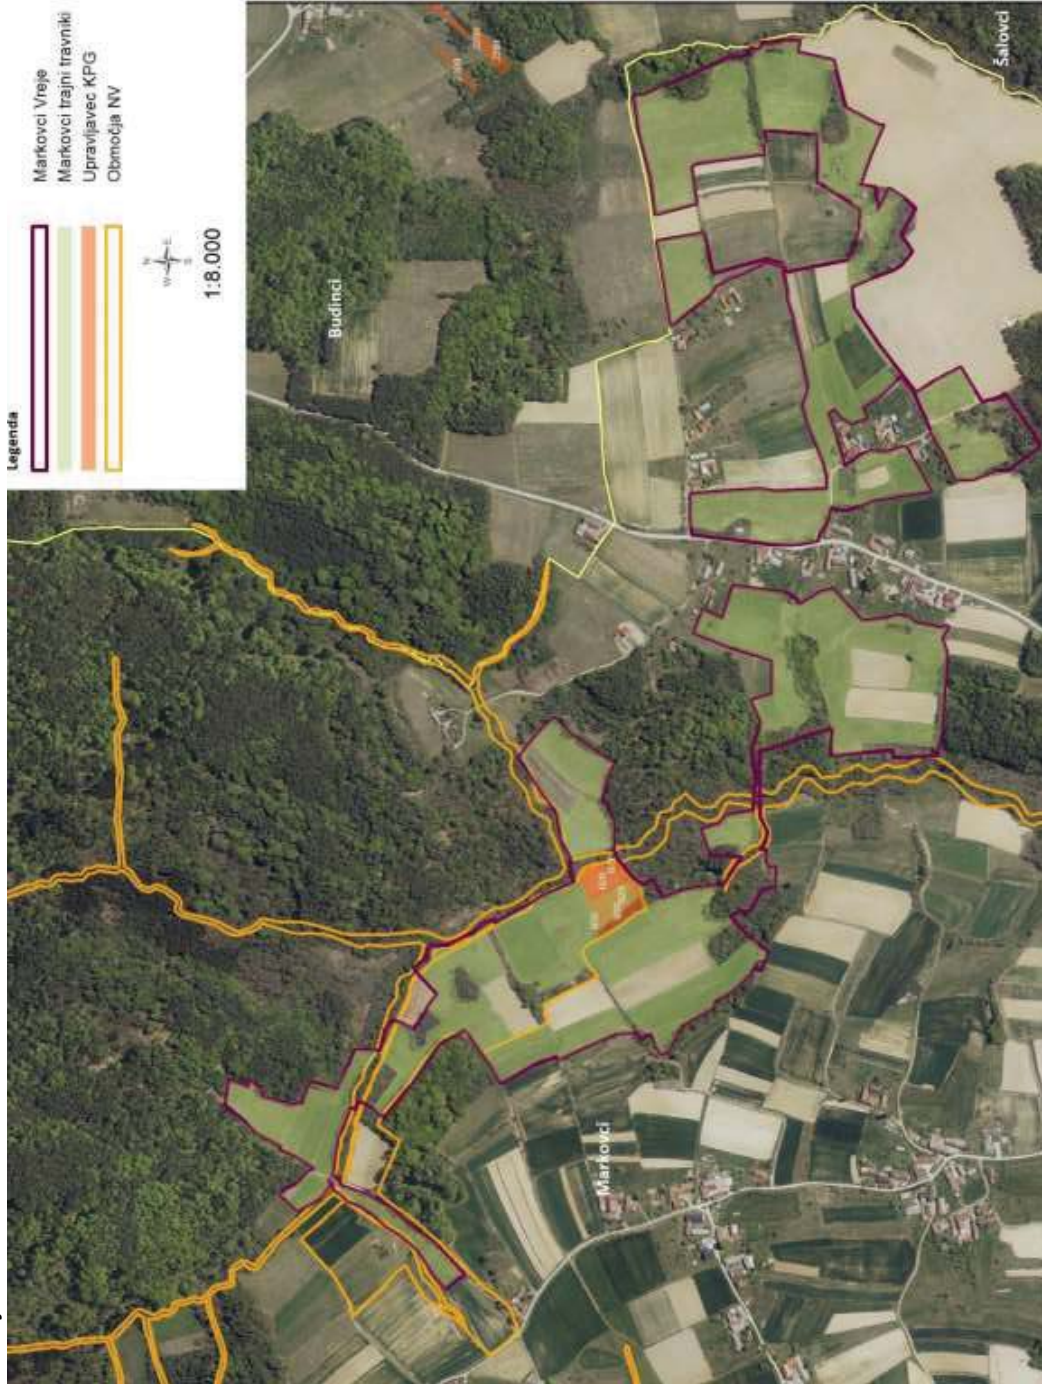 Legenda
Markovci Vreje
Markovci trajni travniki
Upravljavec KPG
Območja NV
N
W
E
S
1:8.000
Budinci
Šalovci
Markovci